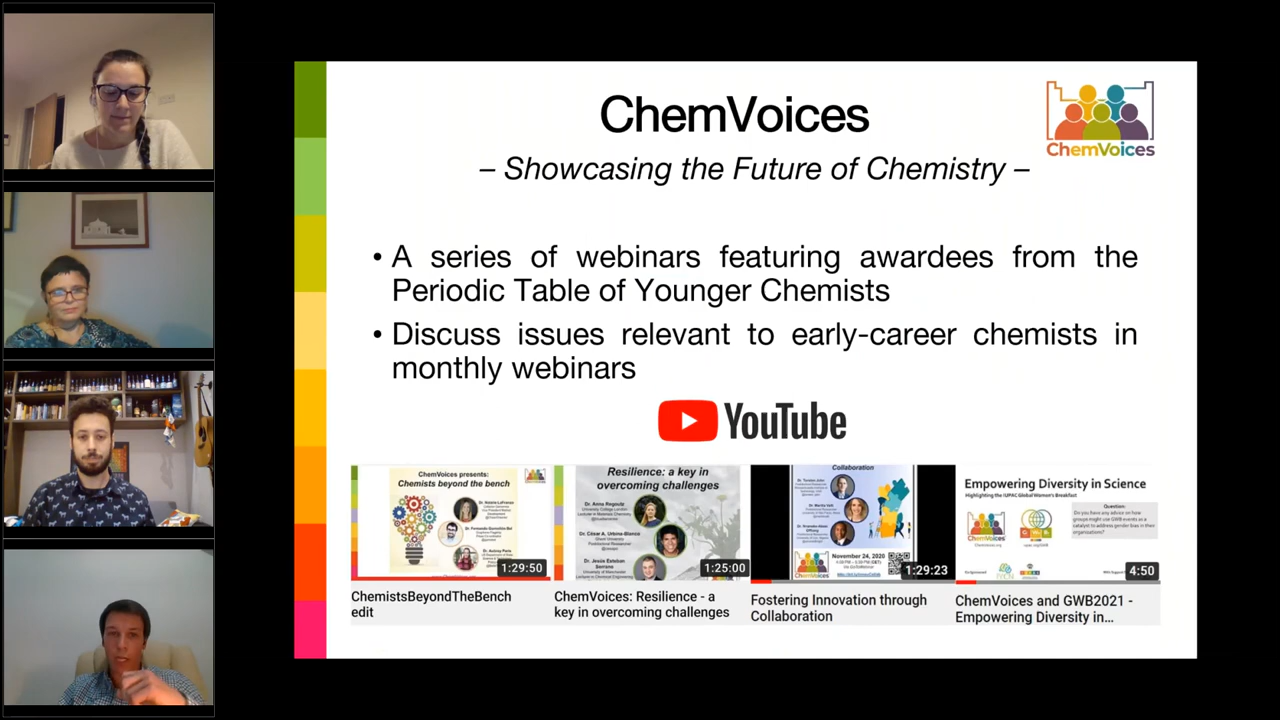 ChemVoices
– Showcasing the Future of Chemistry –
ChemVoices
• A series of webinars featuring awardees from the
Periodic Table of Younger Chemists
• Discuss issues relevant to early-career chemists in
monthly webinars
YouTube
ChemVoices presents:
Chemists beyond the bench
1:29:50
ChemistsBeyondTheBench
edit
Resilience: a key in
overcoming challenges
Dr. Anna Regoutz
1:25:00
ChemVoices: Resilience - a
key in overcoming challenges
Collaboration
November 24, 2020
1:29:23
Fostering Innovation through
Collaboration
Empowering Diversity in Science
Highlighting the IUPAC Global Women's Breakfast
Question:
4:50
ChemVoices and GWB2021 -
Empowering Diversity in...